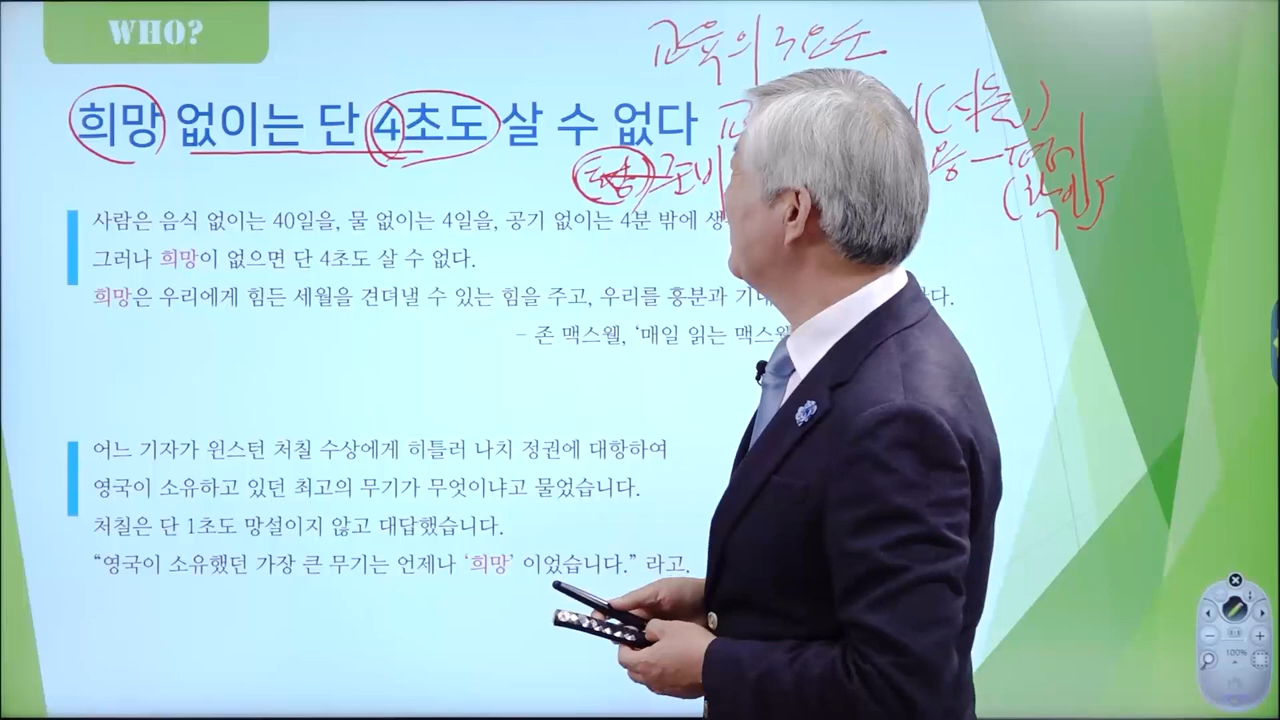 WHO?
교육의 주요소
희망 없이는 단 4초도 살 수 없다
준비
사람은 음식 없이는 40일을, 물 없이는 4일을, 공기 없이는 4분 밖에
그러나 희망이 없으면 단 4초도 살 수 없다.
희망은 우리에게 힘든 세월을 견뎌낼 수 있는 힘을 주고, 우리를 흥분과
– 존 맥스웰, ‘매일 읽는
어느 기자가 윈스턴 처칠 수상에게 히틀러 나치 정권에 대항하여
영국이 소유하고 있던 최고의 무기가 무엇이냐고 물었습니다.
처칠은 단 1초도 망설이지 않고 대답했습니다.
“영국이 소유했던 가장 큰 무기는 언제나 ‘희망’ 이었습니다.” 라고.
100%